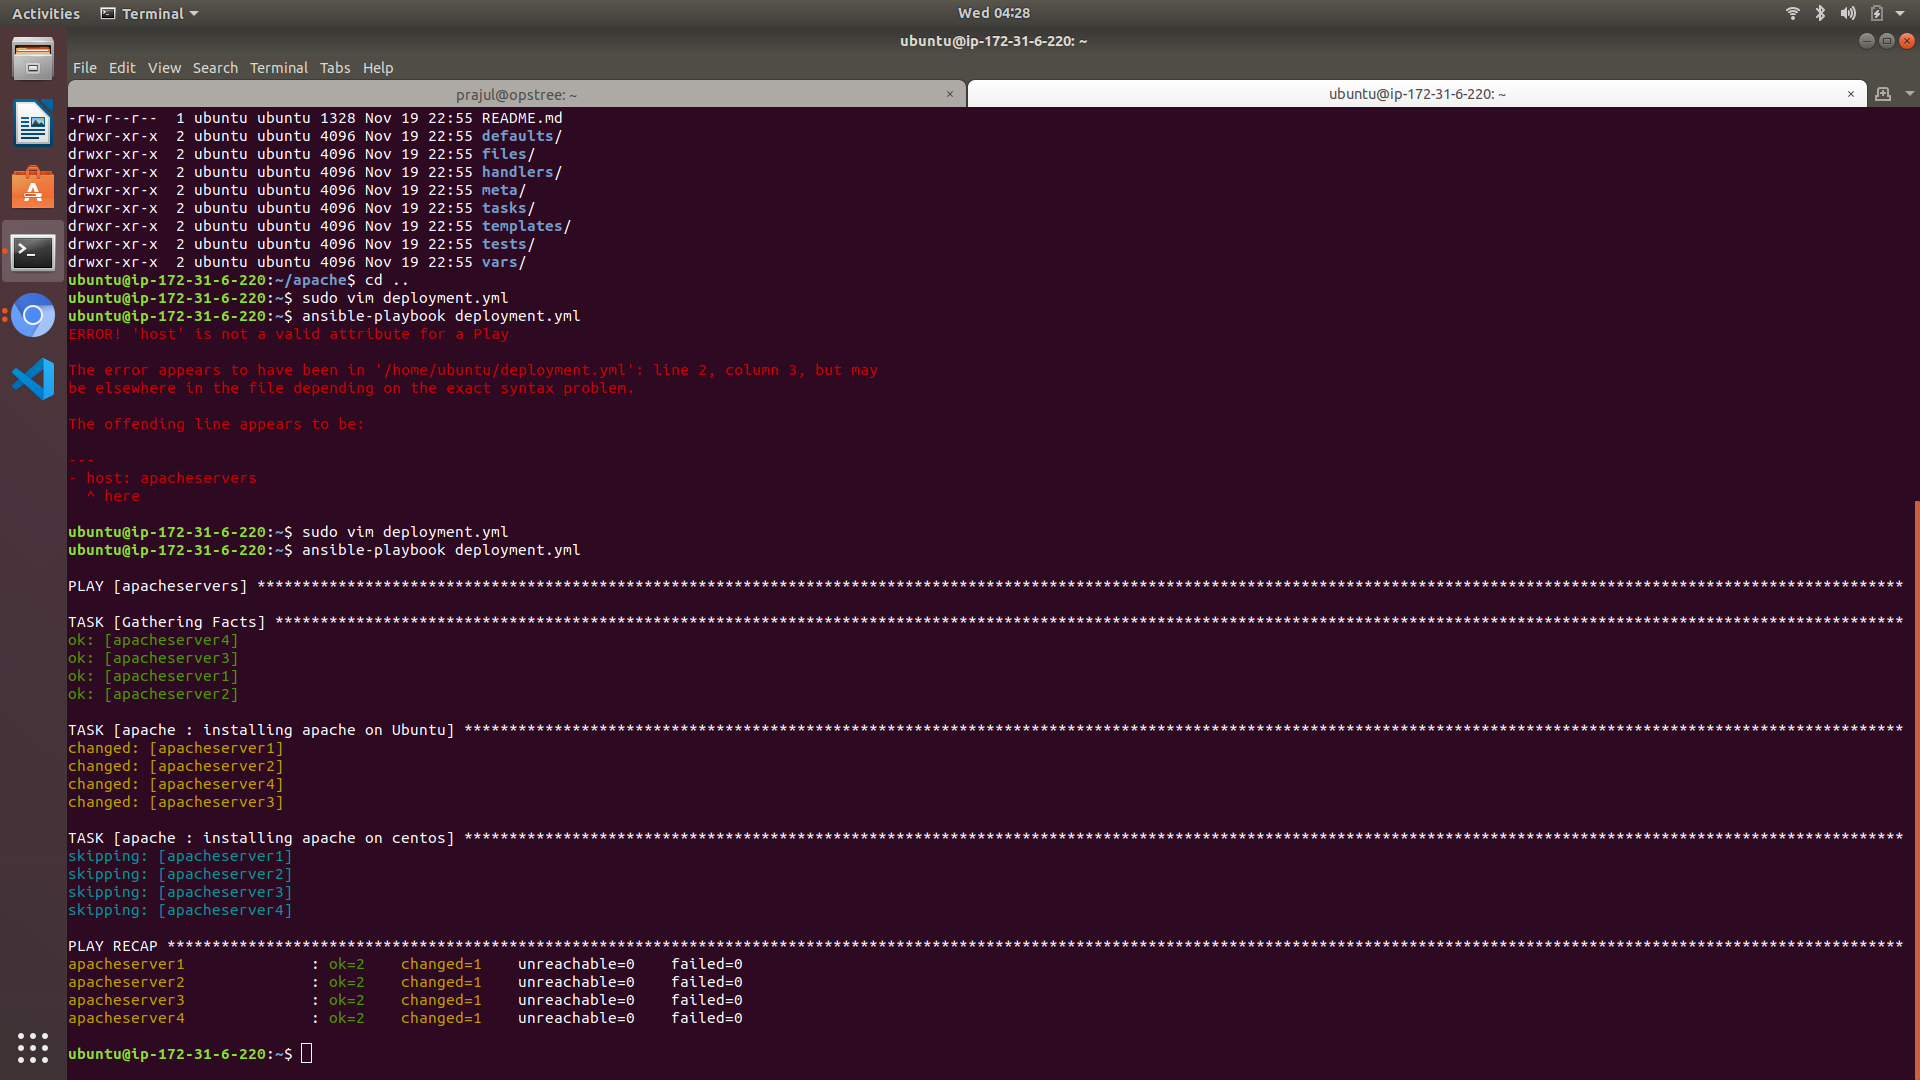 Activities Terminal Wed 04:28
ubuntu@ip-172-31-6-220: ~
File Edit View Search Terminal Tabs Help
prajul@opstree: ~ × ubuntu@ip-172-31-6-220: ~ ×
-rw-r--r--  1 ubuntu ubuntu 1328 Nov 19 22:55 README.md
drwxr-xr-x  2 ubuntu ubuntu 4096 Nov 19 22:55 defaults/
drwxr-xr-x  2 ubuntu ubuntu 4096 Nov 19 22:55 files/
drwxr-xr-x  2 ubuntu ubuntu 4096 Nov 19 22:55 handlers/
drwxr-xr-x  2 ubuntu ubuntu 4096 Nov 19 22:55 meta/
drwxr-xr-x  2 ubuntu ubuntu 4096 Nov 19 22:55 tasks/
drwxr-xr-x  2 ubuntu ubuntu 4096 Nov 19 22:55 templates/
drwxr-xr-x  2 ubuntu ubuntu 4096 Nov 19 22:55 tests/
drwxr-xr-x  2 ubuntu ubuntu 4096 Nov 19 22:55 vars/
ubuntu@ip-172-31-6-220:~/apache$ cd ..
ubuntu@ip-172-31-6-220:~$ sudo vim deployment.yml
ubuntu@ip-172-31-6-220:~$ ansible-playbook deployment.yml
ERROR! 'host' is not a valid attribute for a Play
The error appears to have been in '/home/ubuntu/deployment.yml': line 2, column 3, but may
be elsewhere in the file depending on the exact syntax problem.
The offending line appears to be:
---
- host: apacheservers
  ^ here
ubuntu@ip-172-31-6-220:~$ sudo vim deployment.yml
ubuntu@ip-172-31-6-220:~$ ansible-playbook deployment.yml
PLAY [apacheservers] ***************************************************************************************************************************************************************************************
TASK [Gathering Facts] *************************************************************************************************************************************************************************************
ok: [apacheserver4]
ok: [apacheserver3]
ok: [apacheserver1]
ok: [apacheserver2]
TASK [apache : installing apache on Ubuntu] ****************************************************************************************************************************************************************
changed: [apacheserver1]
changed: [apacheserver2]
changed: [apacheserver4]
changed: [apacheserver3]
TASK [apache : installing apache on centos] ****************************************************************************************************************************************************************
skipping: [apacheserver1]
skipping: [apacheserver2]
skipping: [apacheserver3]
skipping: [apacheserver4]
PLAY RECAP *************************************************************************************************************************************************************************************************
apacheserver1              : ok=2    changed=1    unreachable=0    failed=0
apacheserver2              : ok=2    changed=1    unreachable=0    failed=0
apacheserver3              : ok=2    changed=1    unreachable=0    failed=0
apacheserver4              : ok=2    changed=1    unreachable=0    failed=0
ubuntu@ip-172-31-6-220:~$